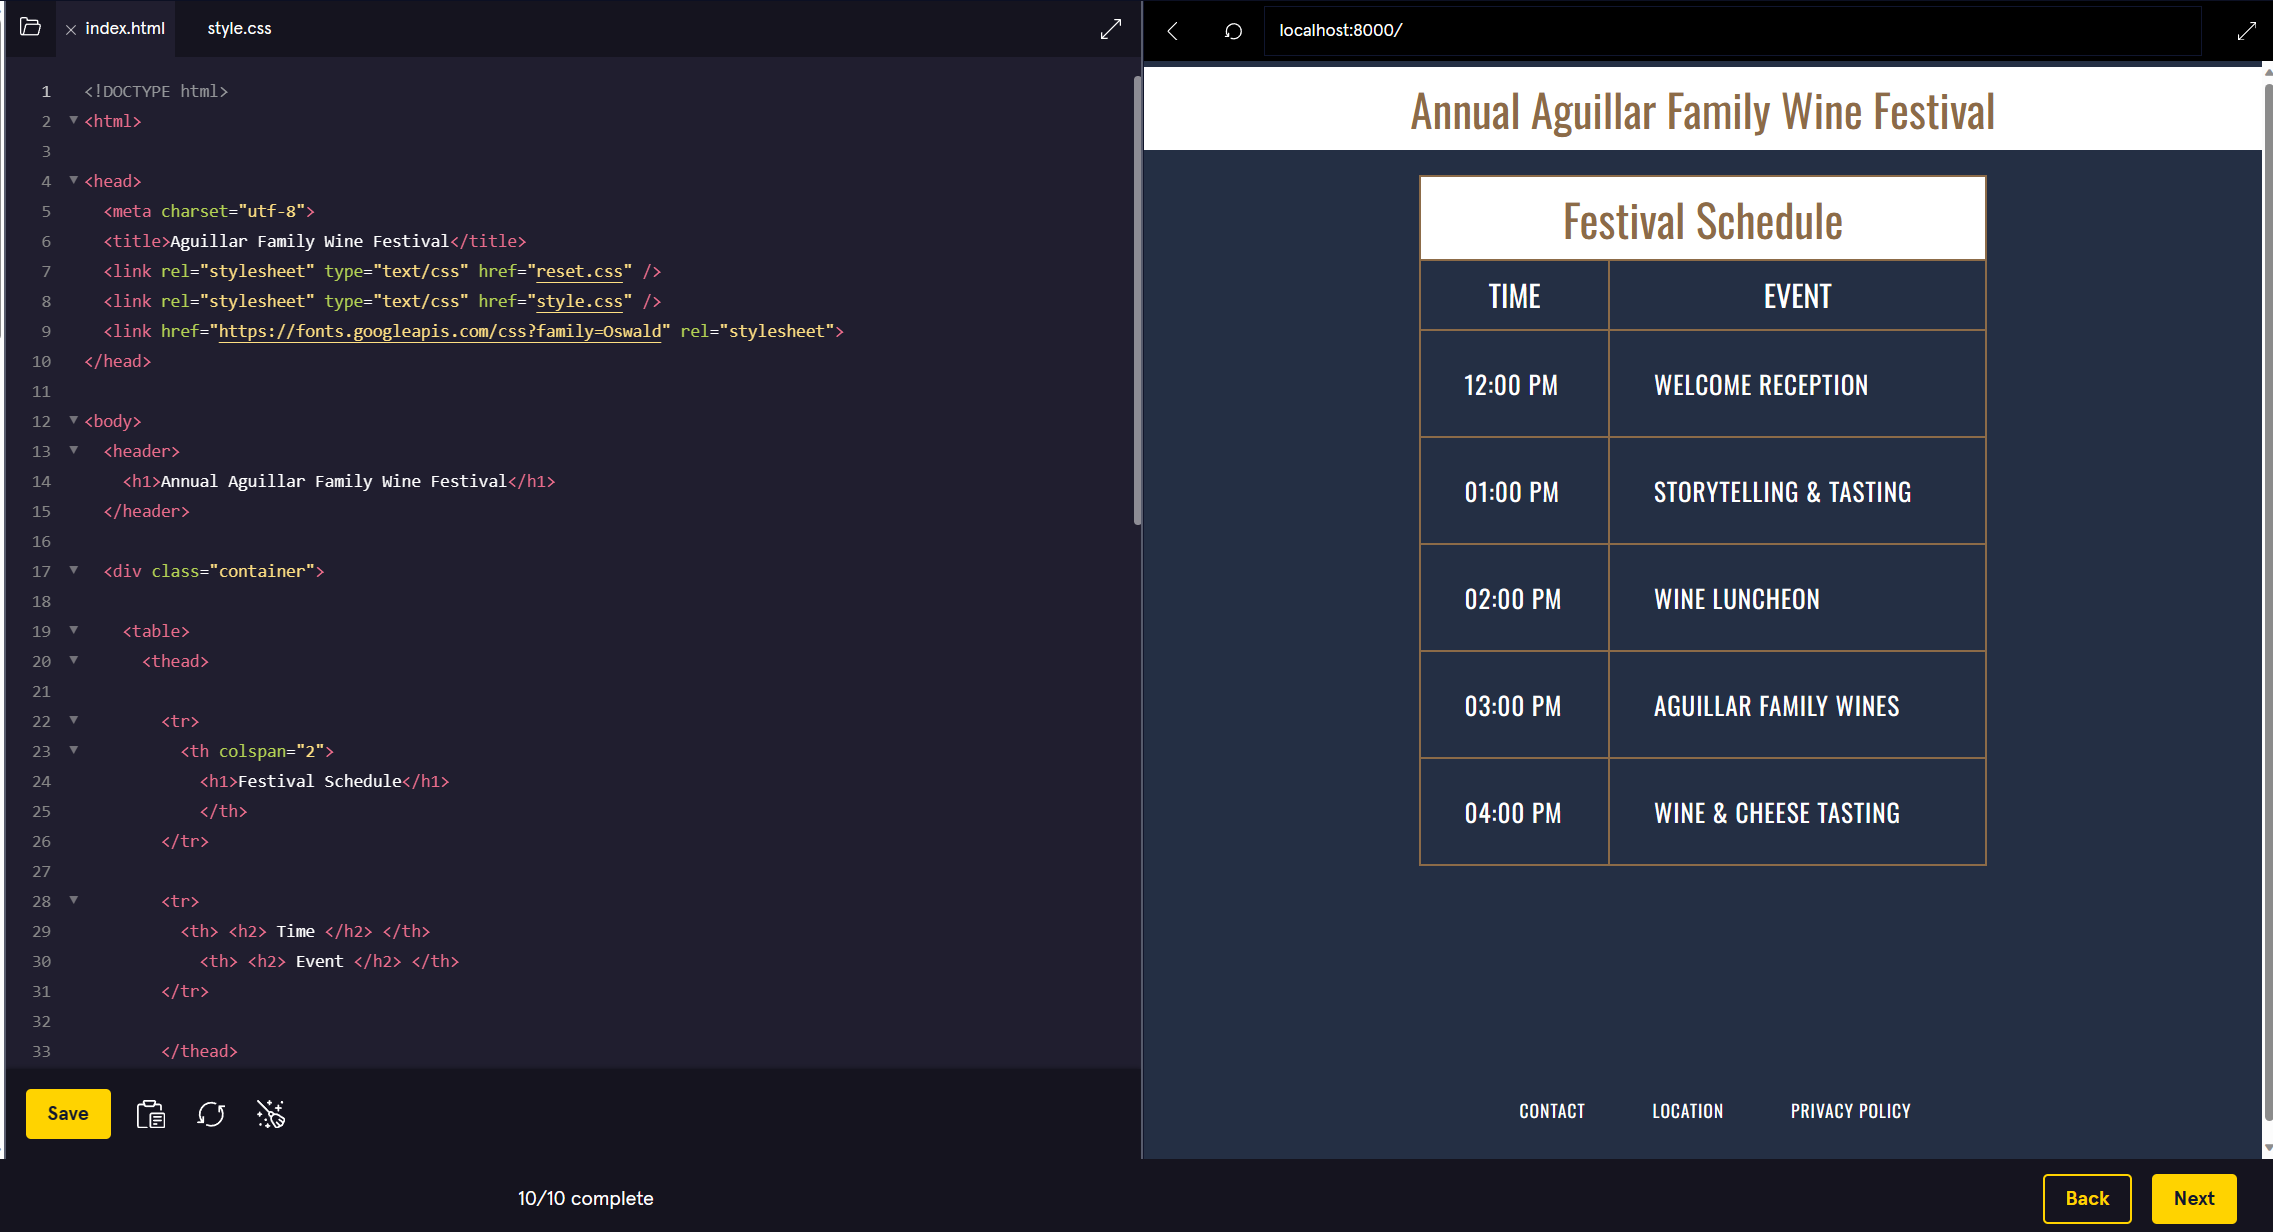 index.html
style.css
localhost:8000/
1 <!DOCTYPE html>
2 <html>
3
4 <head>
5 <meta charset="utf-8">
6 <title>Aguillar Family Wine Festival</title>
7 <link rel="stylesheet" type="text/css" href="reset.css" />
8 <link rel="stylesheet" type="text/css" href="style.css" />
9 <link href="https://fonts.googleapis.com/css?family=Oswald" rel="stylesheet">
10 </head>
11
12 <body>
13 <header>
14 <h1>Annual Aguillar Family Wine Festival</h1>
15 </header>
16
17 <div class="container">
18
19 <table>
20 <thead>
21
22 <tr>
23 <th colspan="2">
24 <h1>Festival Schedule</h1>
25 </th>
26 </tr>
27
28 <tr>
29 <th> <h2> Time </h2> </th>
30 <th> <h2> Event </h2> </th>
31 </tr>
32
33 </thead>
Save
Annual Aguillar Family Wine Festival
Festival Schedule
TIME EVENT
12:00 PM WELCOME RECEPTION
01:00 PM STORYTELLING & TASTING
02:00 PM WINE LUNCHEON
03:00 PM AGUILLAR FAMILY WINES
04:00 PM WINE & CHEESE TASTING
CONTACT LOCATION PRIVACY POLICY
10/10 complete
Back
Next